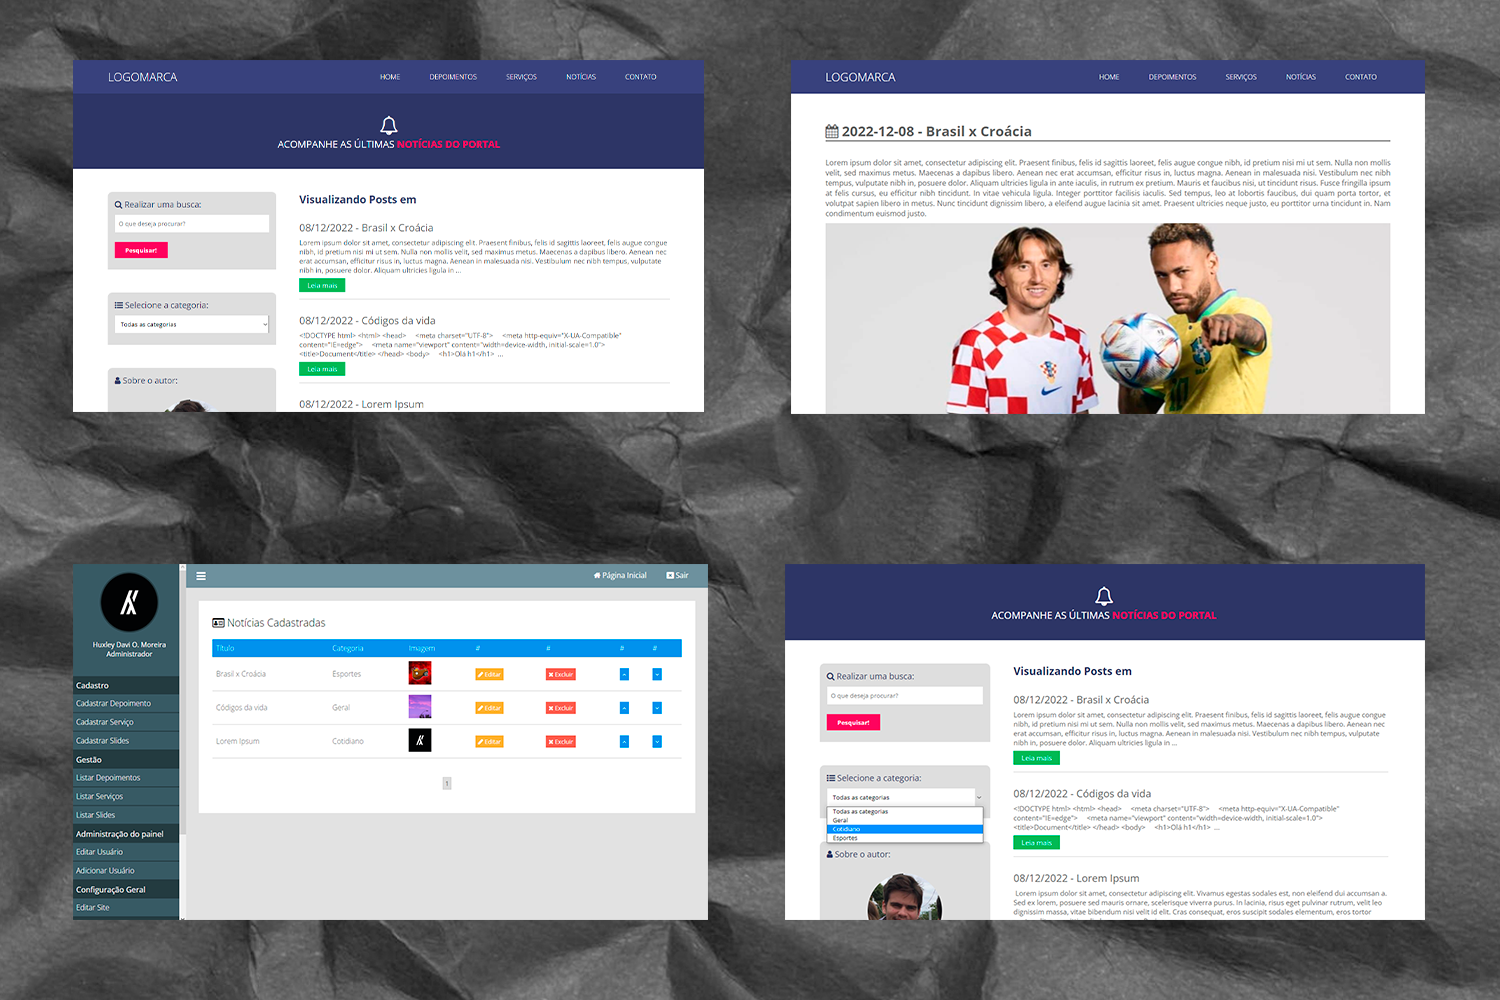 LOGOMARCA
HOME DEPOIMENTOS SERVIÇOS NOTÍCIAS CONTATO
ACOMPANHE AS ÚLTIMAS NOTÍCIAS DO PORTAL
Realizar uma busca:
O que deseja procurar?
Pesquisar!
Selecione a categoria:
Todas as categorias
Sobre o autor:
Visualizando Posts em
08/12/2022 - Brasil x Croácia
Lorem ipsum dolor sit amet, consectetur adipiscing elit. Praesent finibus, felis id sagittis laoreet, felis augue congue
nibh, id pretium nisi mi ut sem. Nulla non mollis velit, sed maximus metus. Maecenas a dapibus libero. Aenean nec
erat accumsan, efficitur risus in, luctus magna. Aenean in malesuada nisi. Vestibulum nec nibh tempus, vulputate
nibh in, posuere dolor. Aliquam ultricies ligula in ...
Leia mais
08/12/2022 - Códigos da vida
<!DOCTYPE html> <html> <head> <meta charset="UTF-8"> <meta http-equiv="X-UA-Compatible"
content="IE=edge"> <meta name="viewport" content="width=device-width, initial-scale=1.0">
<title>Document</title> </head> <body> <h1>Olá h1</h1> ...
Leia mais
08/12/2022 - Lorem Ipsum
LOGOMARCA
HOME DEPOIMENTOS SERVIÇOS NOTÍCIAS CONTATO
2022-12-08 - Brasil x Croácia
Lorem ipsum dolor sit amet, consectetur adipiscing elit. Praesent finibus, felis id sagittis laoreet, felis augue congue nibh, id pretium nisi mi ut sem. Nulla non mollis
velit, sed maximus metus. Maecenas a dapibus libero. Aenean nec erat accumsan, efficitur risus in, luctus magna. Aenean in malesuada nisi. Vestibulum nec nibh
tempus, vulputate nibh in, posuere dolor. Aliquam ultricies ligula in ante iaculis, in rutrum ex pretium. Mauris et faucibus nisi, ut tincidunt risus. Fusce fringilla ipsum
at felis cursus, eu efficitur nibh tincidunt. In vitae vehicula ligula. Integer porttitor facilisis iaculis. Sed tempus, leo at lobortis faucibus, dui quam porta tortor, et
volutpat sapien libero in metus. Nunc tincidunt dignissim libero, a eleifend augue lacinia sit amet. Praesent ultricies neque justo, eu porttitor urna tincidunt in. Nam
condimentum euismod justo.
Huxley Davi O. Moreira
Administrador
Cadastro
Cadastrar Depoimento
Cadastrar Serviço
Cadastrar Slides
Gestão
Listar Depoimentos
Listar Serviços
Listar Slides
Administração do painel
Editar Usuário
Adicionar Usuário
Configuração Geral
Editar Site
Página Inicial Sair
Notícias Cadastradas
Título Categoria Imagem # # # #
Brasil x Croácia Esportes Editar Excluir
Códigos da vida Geral Editar Excluir
Lorem Ipsum Cotidiano Editar Excluir
1
ACOMPANHE AS ÚLTIMAS NOTÍCIAS DO PORTAL
Realizar uma busca:
O que deseja procurar?
Pesquisar!
Selecione a categoria:
Todas as categorias
Todas as categorias
Geral
Cotidiano
Esportes
Sobre o autor:
Visualizando Posts em
08/12/2022 - Brasil x Croácia
Lorem ipsum dolor sit amet, consectetur adipiscing elit. Praesent finibus, felis id sagittis laoreet, felis augue congue
nibh, id pretium nisi mi ut sem. Nulla non mollis velit, sed maximus metus. Maecenas a dapibus libero. Aenean nec
erat accumsan, efficitur risus in, luctus magna. Aenean in malesuada nisi. Vestibulum nec nibh tempus, vulputate
nibh in, posuere dolor. Aliquam ultricies ligula in ...
Leia mais
08/12/2022 - Códigos da vida
<!DOCTYPE html> <html> <head> <meta charset="UTF-8"> <meta http-equiv="X-UA-Compatible"
content="IE=edge"> <meta name="viewport" content="width=device-width, initial-scale=1.0">
<title>Document</title> </head> <body> <h1>Olá h1</h1> ...
Leia mais
08/12/2022 - Lorem Ipsum
Lorem ipsum dolor sit amet, consectetur adipiscing elit. Vivamus egestas sodales est, non eleifend dui accumsan a.
Sed ex lorem, posuere sed mauris ornare, scelerisque viverra purus. In lacinia, risus eget pulvinar rutrum, velit leo
dignissim massa, vitae bibendum nisi velit id elit. Cras consequat, eros suscipit sodales elementum, eros tortor